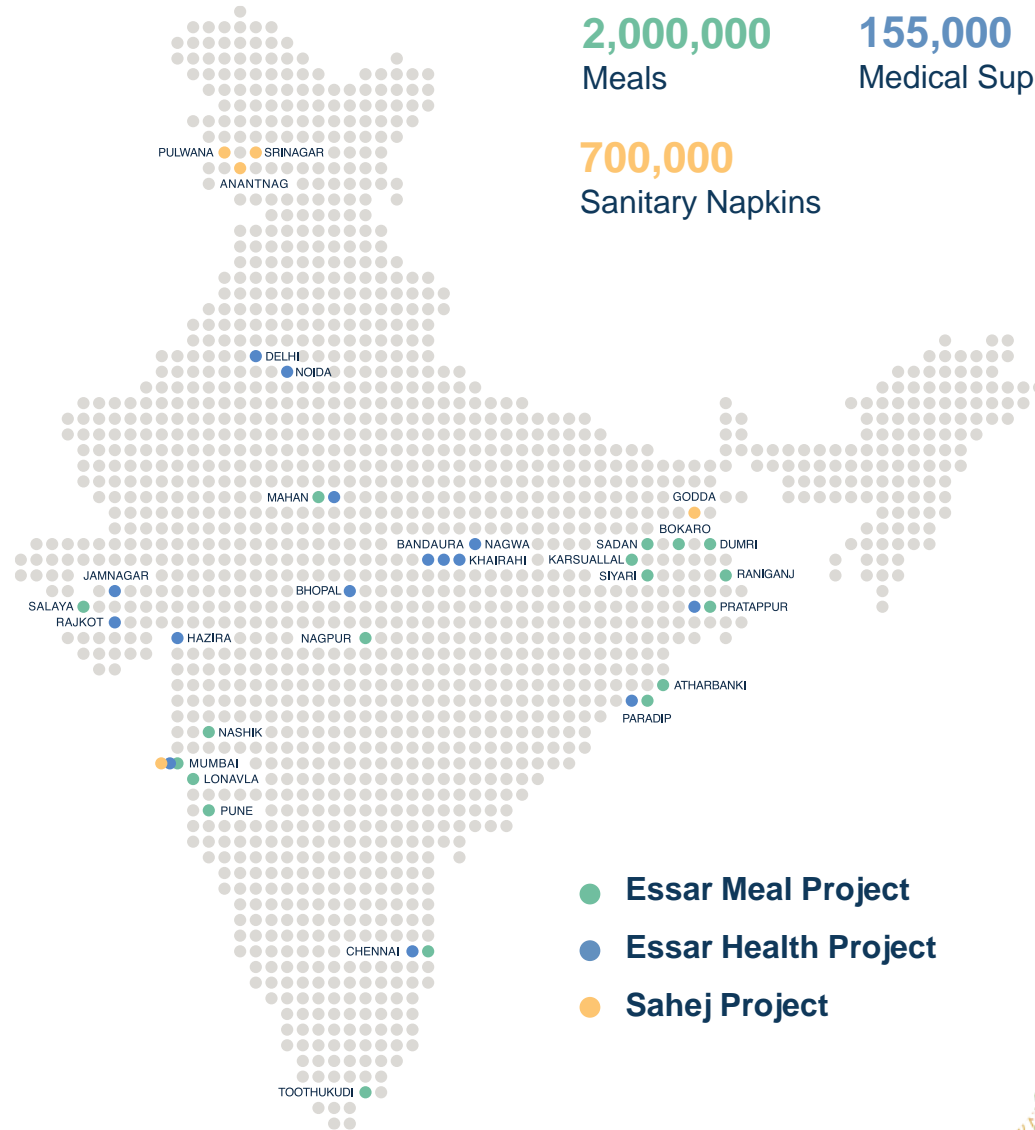 2,000,000
Meals
155,000
Medical Sup
700,000
Sanitary Napkins
PULWANA
SRINAGAR
ANANTNAG
DELHI
NOIDA
MAHAN
GODDA
BOKARO
BANDAURA
NAGWA
SADAN
DUMRI
KHAIRAHI
KARSUALLAL
JAMNAGAR
SIYARI
RANIGANJ
BHOPAL
SALAYA
PRATAPPUR
RAJKOT
HAZIRA
NAGPUR
ATHARBANKI
PARADIP
NASHIK
MUMBAI
LONAVLA
PUNE
Essar Meal Project
Essar Health Project
CHENNAI
Sahej Project
TOOTHUKUDI